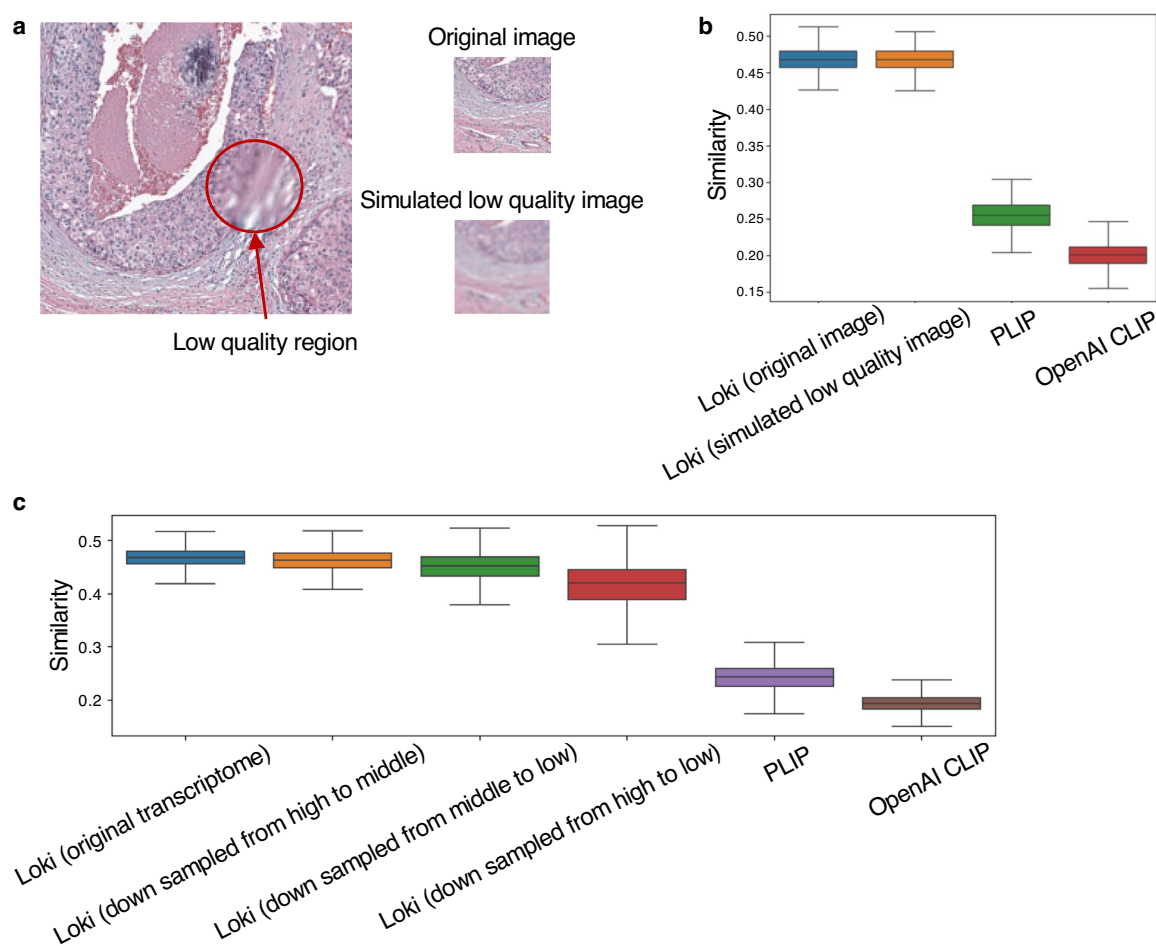 a
Original image
Simulated low quality image
Low quality region
b
Similarity
0.50
0.45
0.40
0.35
0.30
0.25
0.20
0.15
Loki (original image)
Loki (simulated low quality image)
PLIP
OpenAI CLIP
c
Similarity
0.5
0.4
0.3
0.2
Loki (original transcriptome)
Loki (down sampled from high to middle)
Loki (down sampled from middle to low)
Loki (down sampled from high to low)
PLIP
OpenAI CLIP